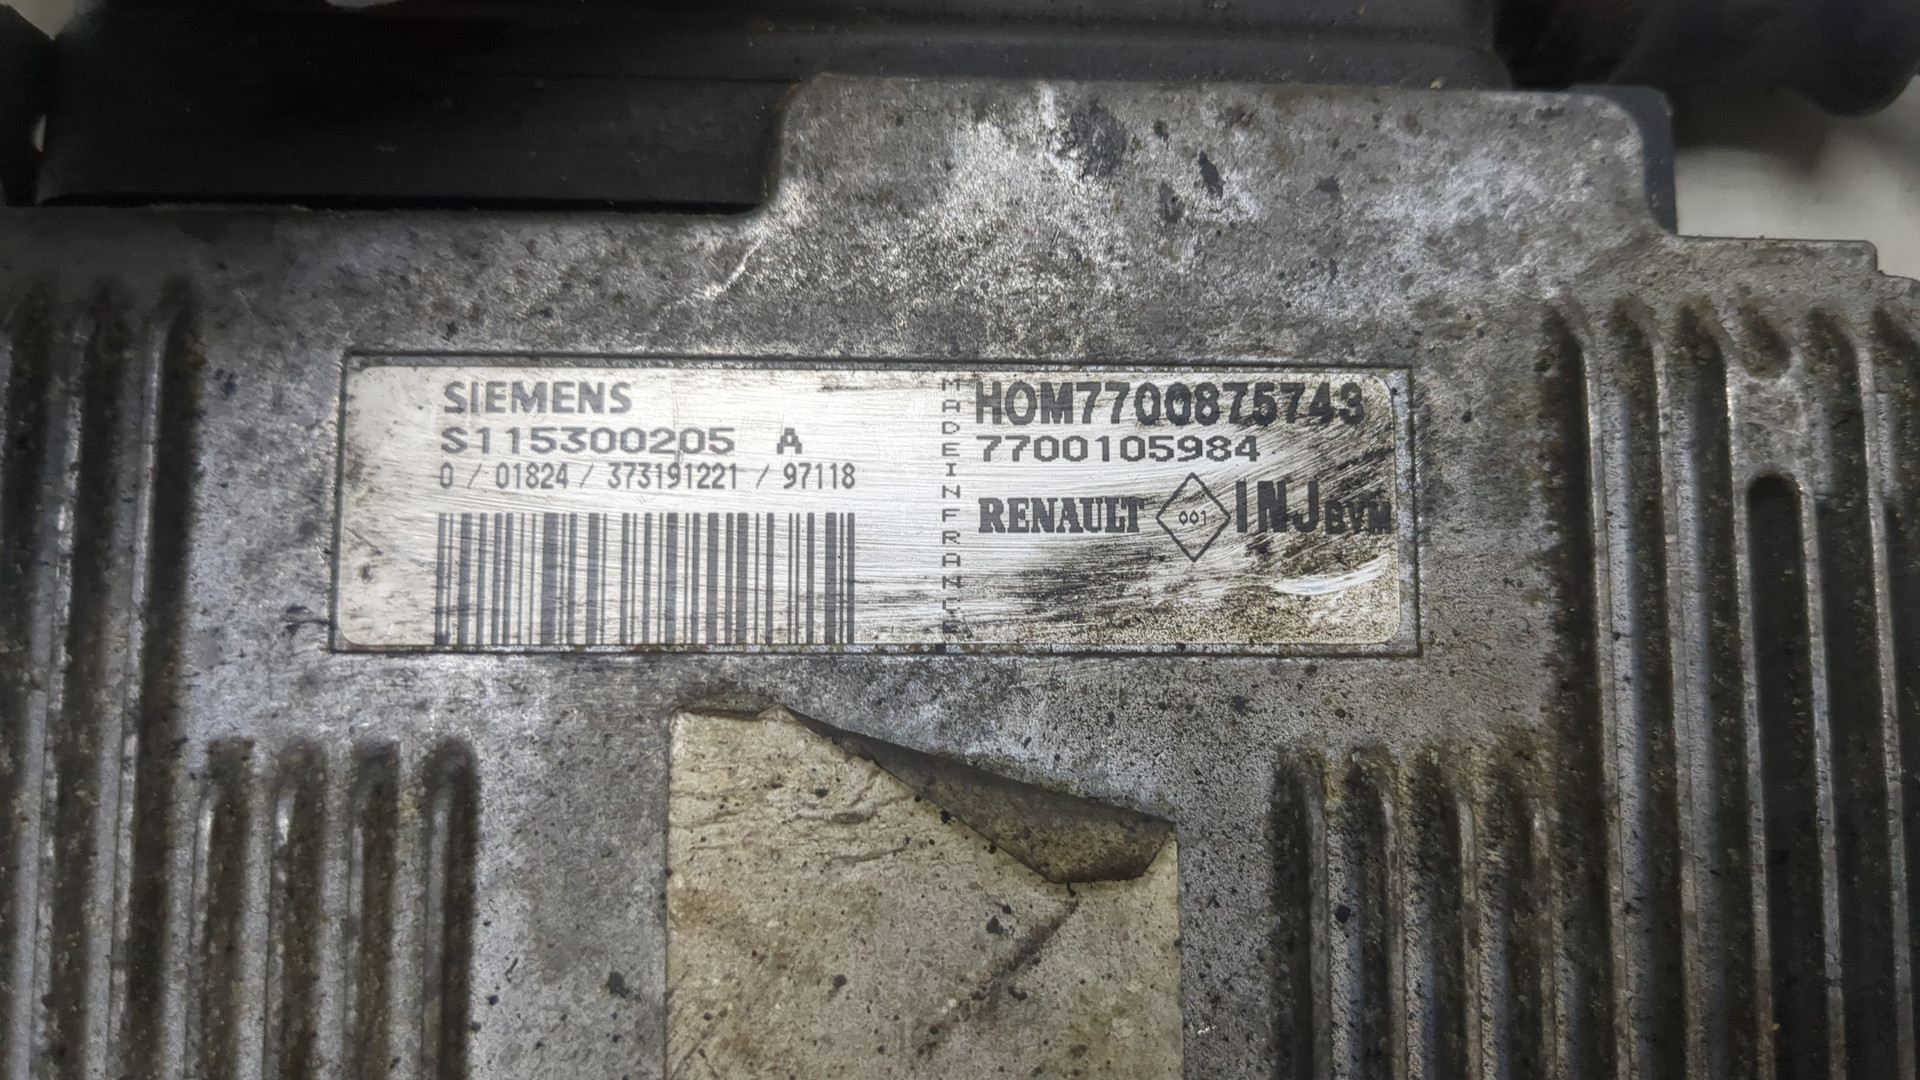 SIEMENS
S115300205 A
0 / 01824 / 373191221 / 97118
MADE IN FRANCE
HOM7700875743
7700105984
RENAULT 001 INJ BVM